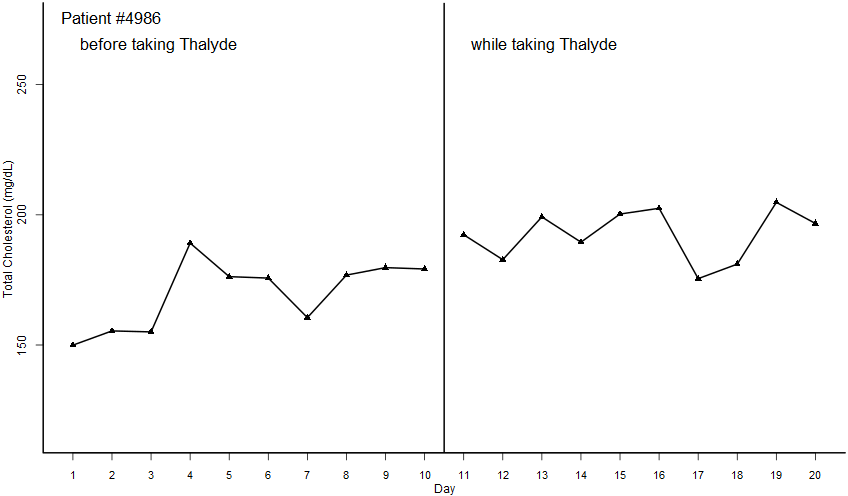 Patient #4986
before taking Thalyde
while taking Thalyde
Total Cholesterol (mg/dL)
250
200
150
1 2 3 4 5 6 7 8 9 10 11 12 13 14 15 16 17 18 19 20
Day